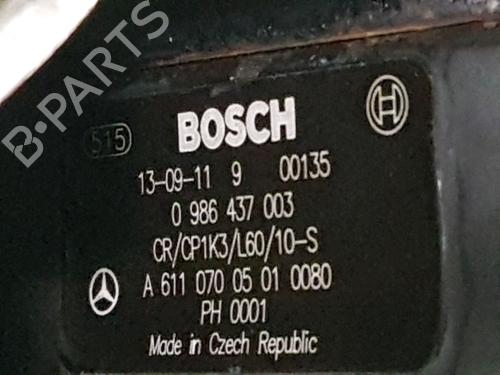 B-PARTS
515 BOSCH
13-09-11 9 00135
0 986 437 003
CR/CP1K3/L60/10-S
A 611 070 05 01 0080
PH 0001
Made in Czech Republic